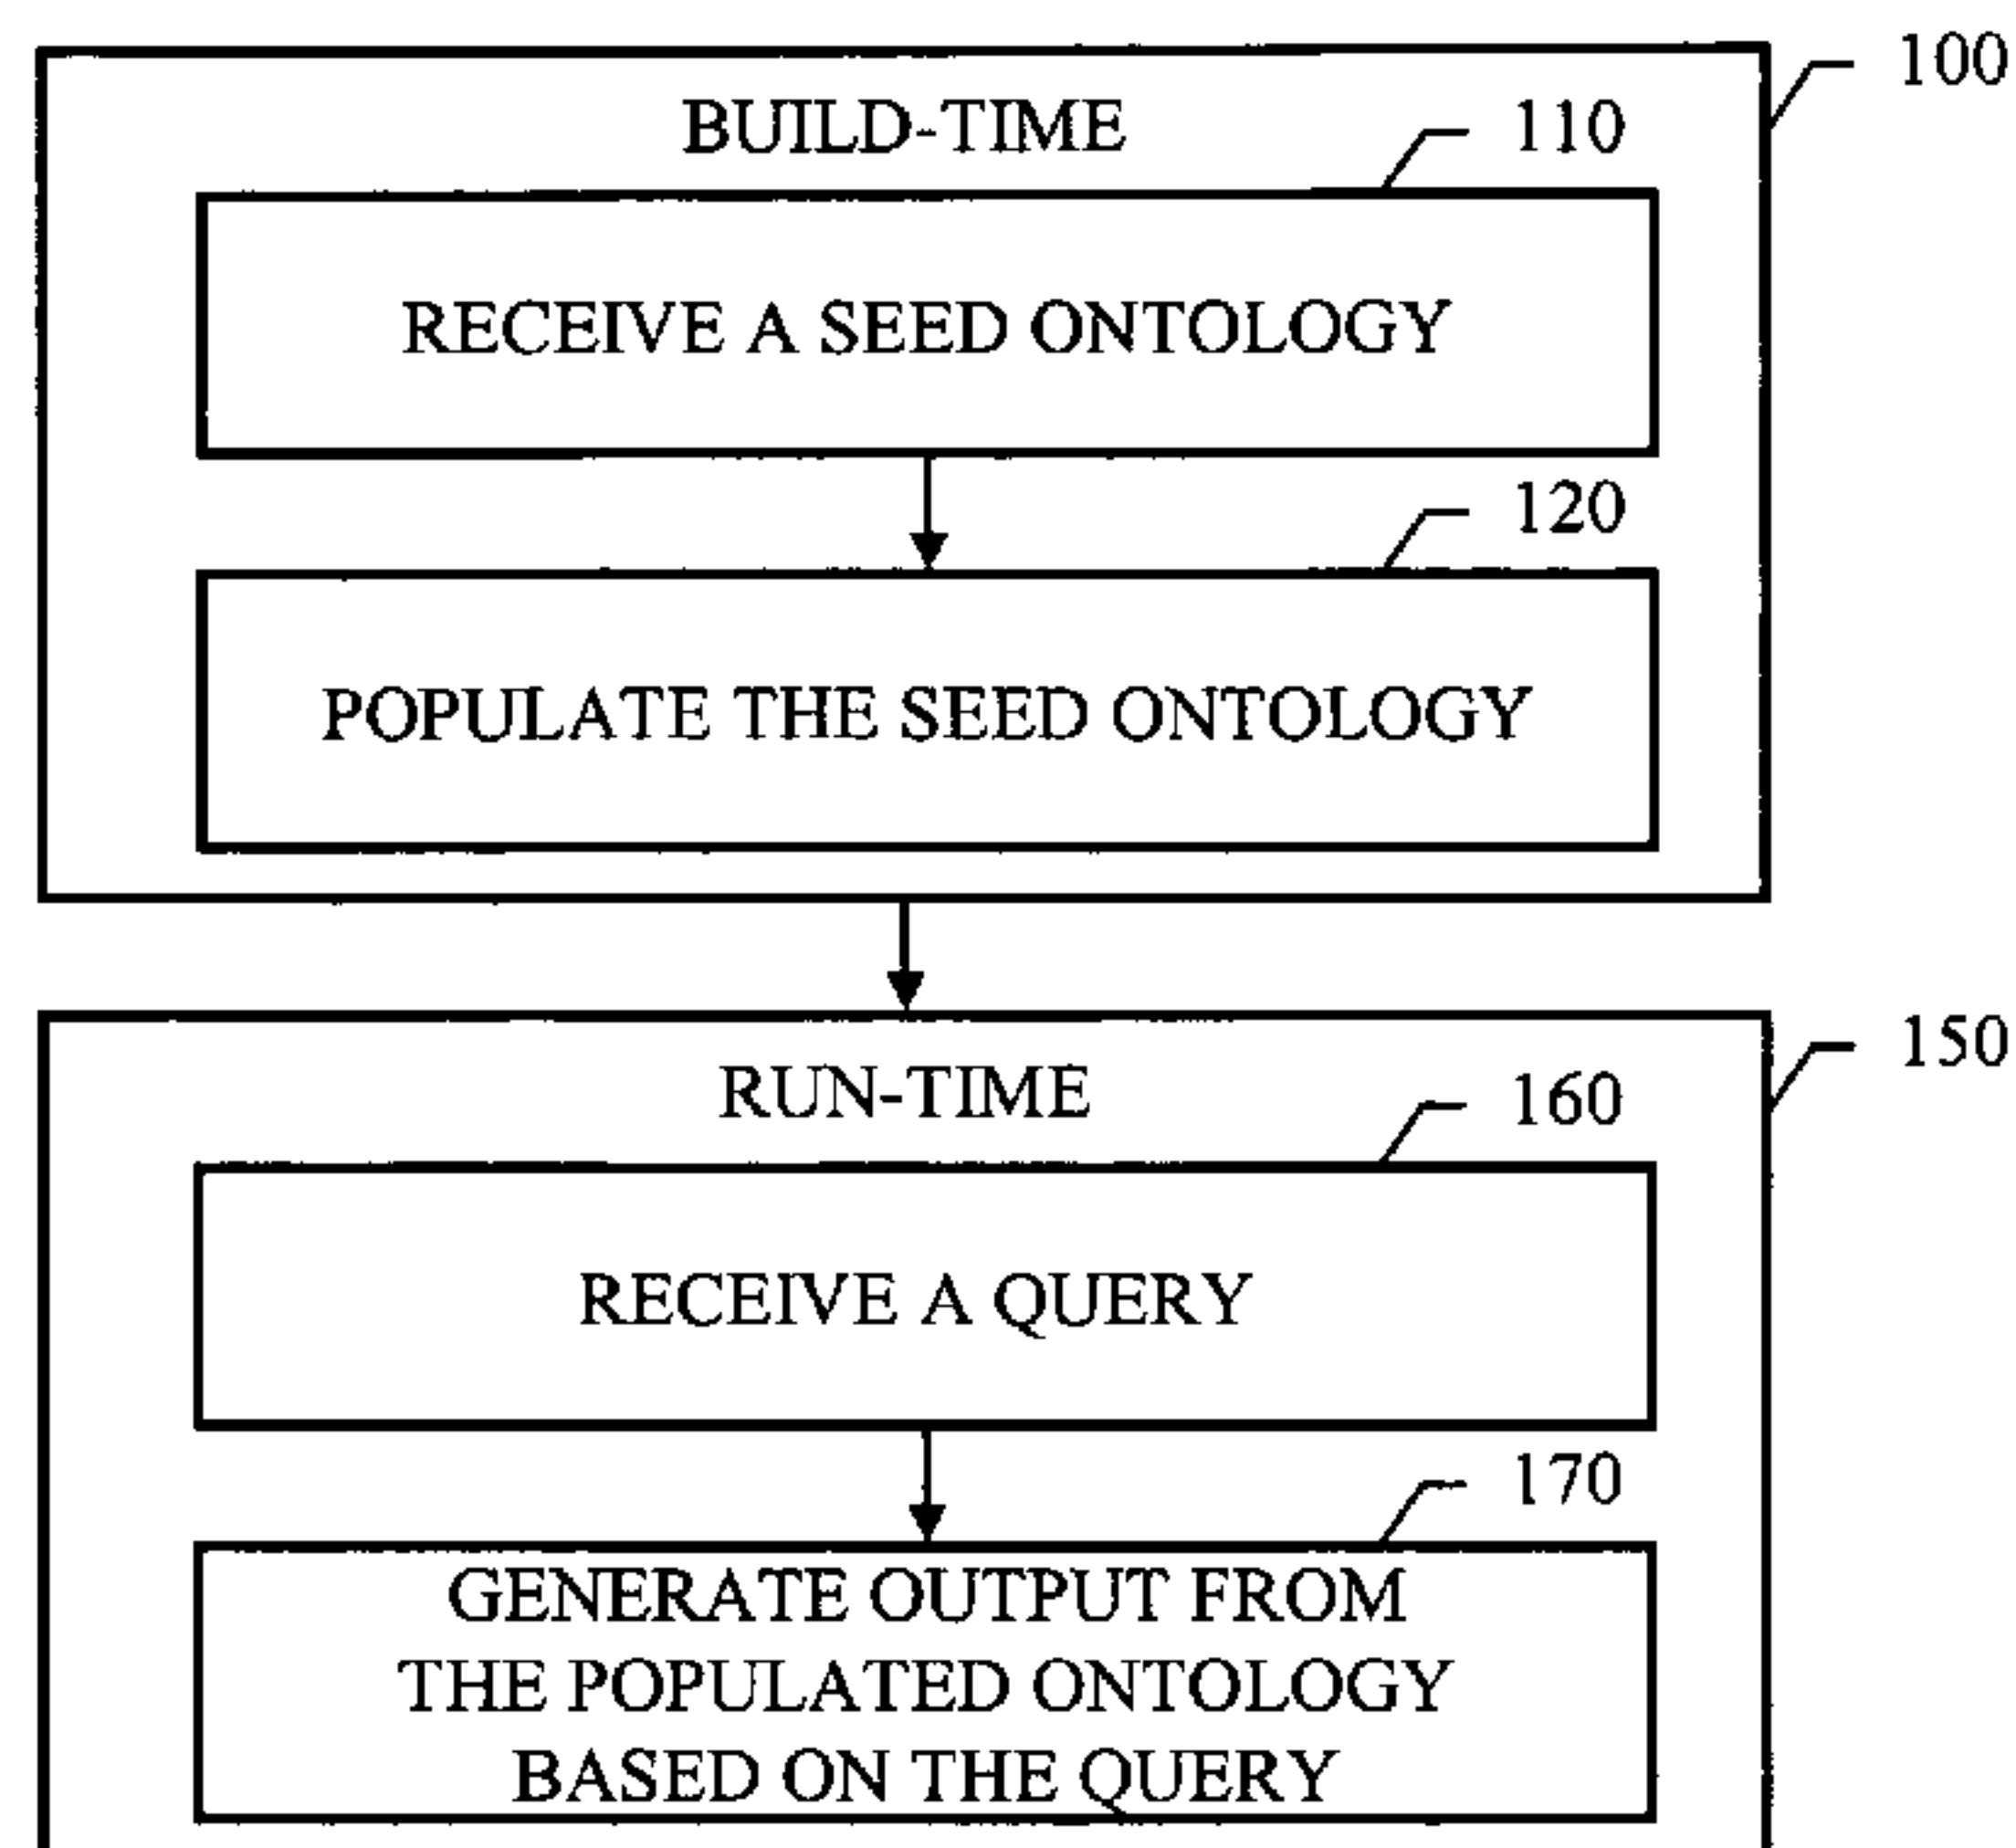 100
BUILD-TIME
110
RECEIVE A SEED ONTOLOGY
120
POPULATE THE SEED ONTOLOGY
150
RUN-TIME
160
RECEIVE A QUERY
170
GENERATE OUTPUT FROM
THE POPULATED ONTOLOGY
BASED ON THE QUERY